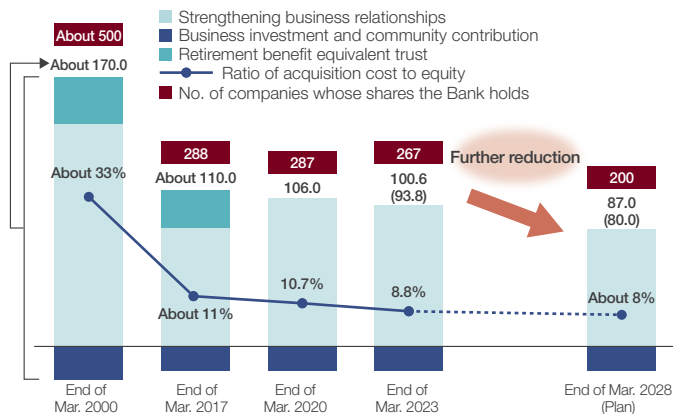 Strengthening business relationships
Business investment and community contribution
Retirement benefit equivalent trust
Ratio of acquisition cost to equity
No. of companies whose shares the Bank holds
About 500
About 170.0
About 33%
288
About 110.0
About 11%
287
106.0
10.7%
267
100.6
(93.8)
8.8%
Further reduction
200
87.0
(80.0)
About 8%
End of
Mar. 2000
End of
Mar. 2017
End of
Mar. 2020
End of
Mar. 2023
End of Mar. 2028
(Plan)